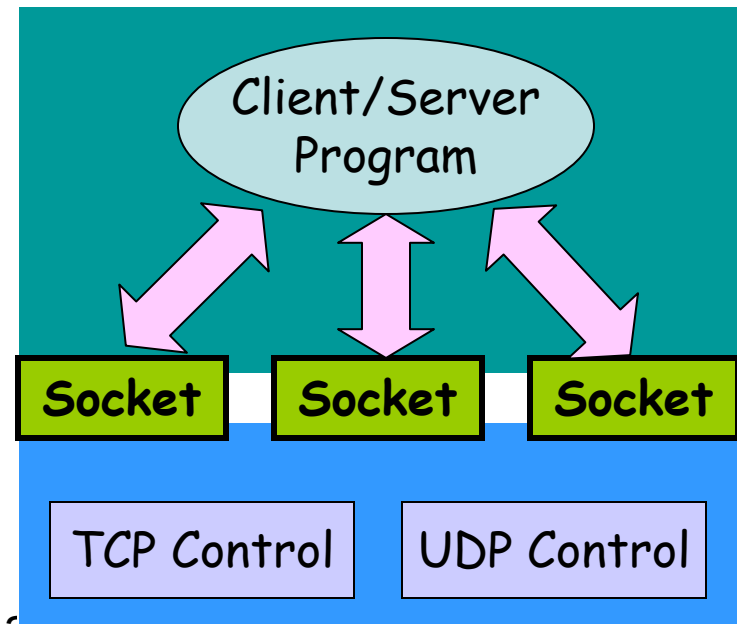 Client/Server
Program
Socket Socket Socket
TCP Control UDP Control